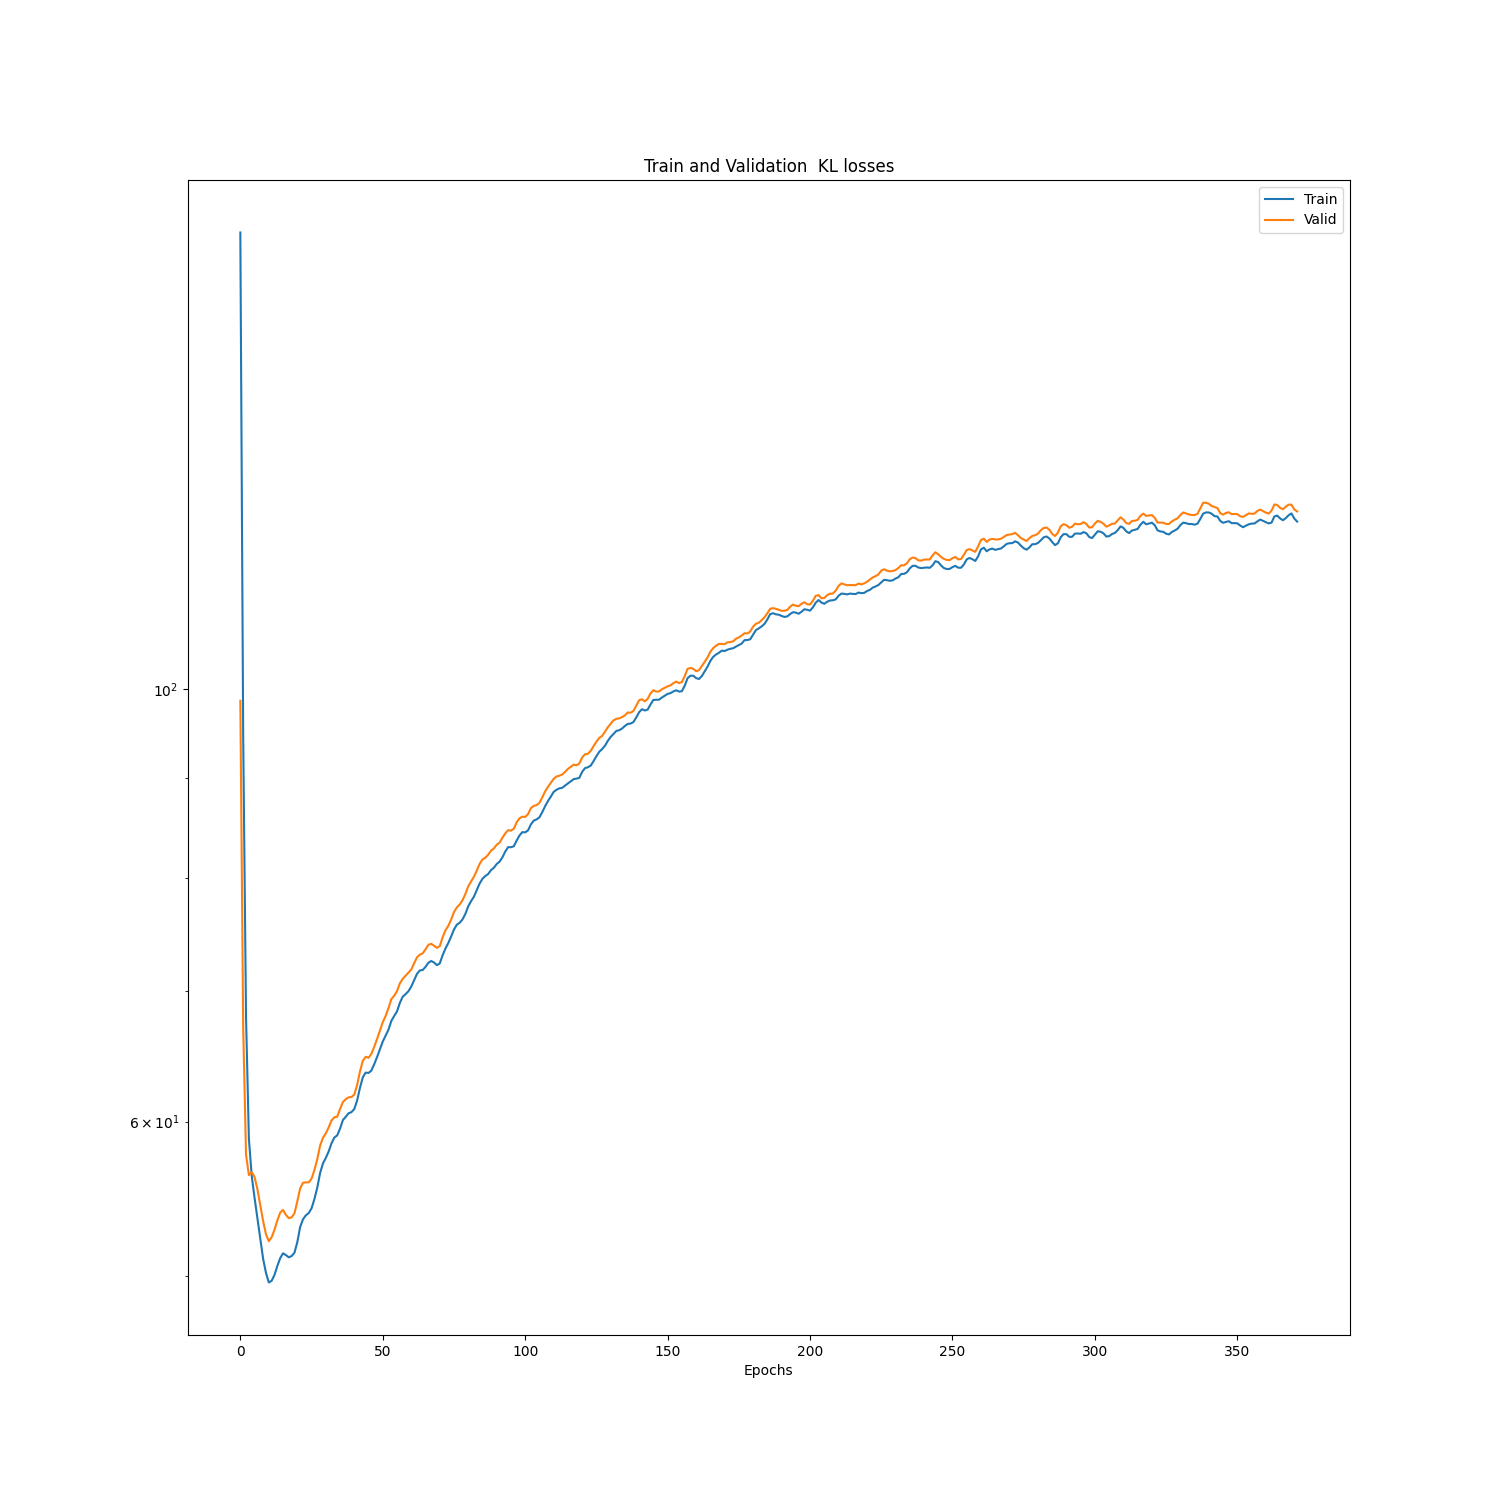 Train and Validation  KL losses
Train
Valid
10²
6 × 10¹
0 50 100 150 200 250 300 350
Epochs